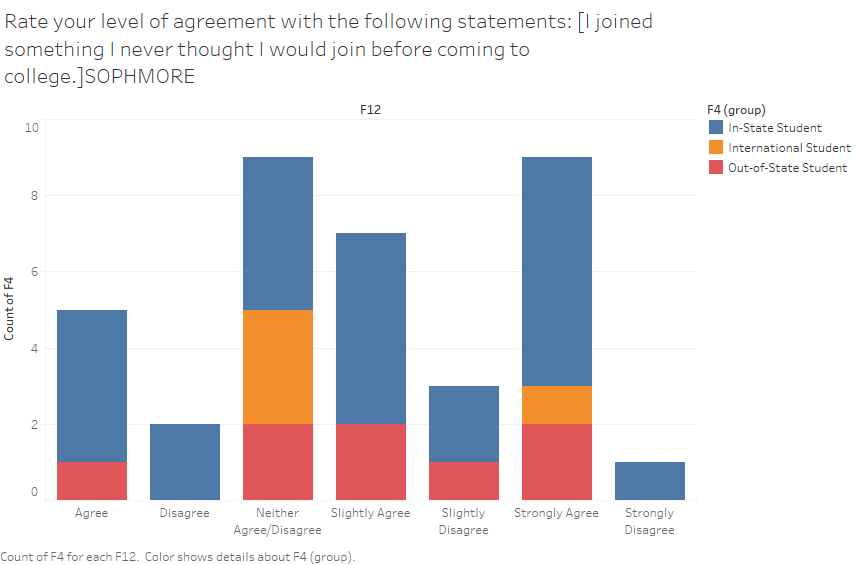 Rate your level of agreement with the following statements: [I joined
something I never thought I would join before coming to
college.]SOPHMORE
F12
F4 (group)
In-State Student
International Student
Out-of-State Student
10
8
6
4
2
0
Count of F4
Agree
Disagree
Neither
Agree/Disagree
Slightly Agree
Slightly
Disagree
Strongly Agree
Strongly
Disagree
Count of F4 for each F12. Color shows details about F4 (group).